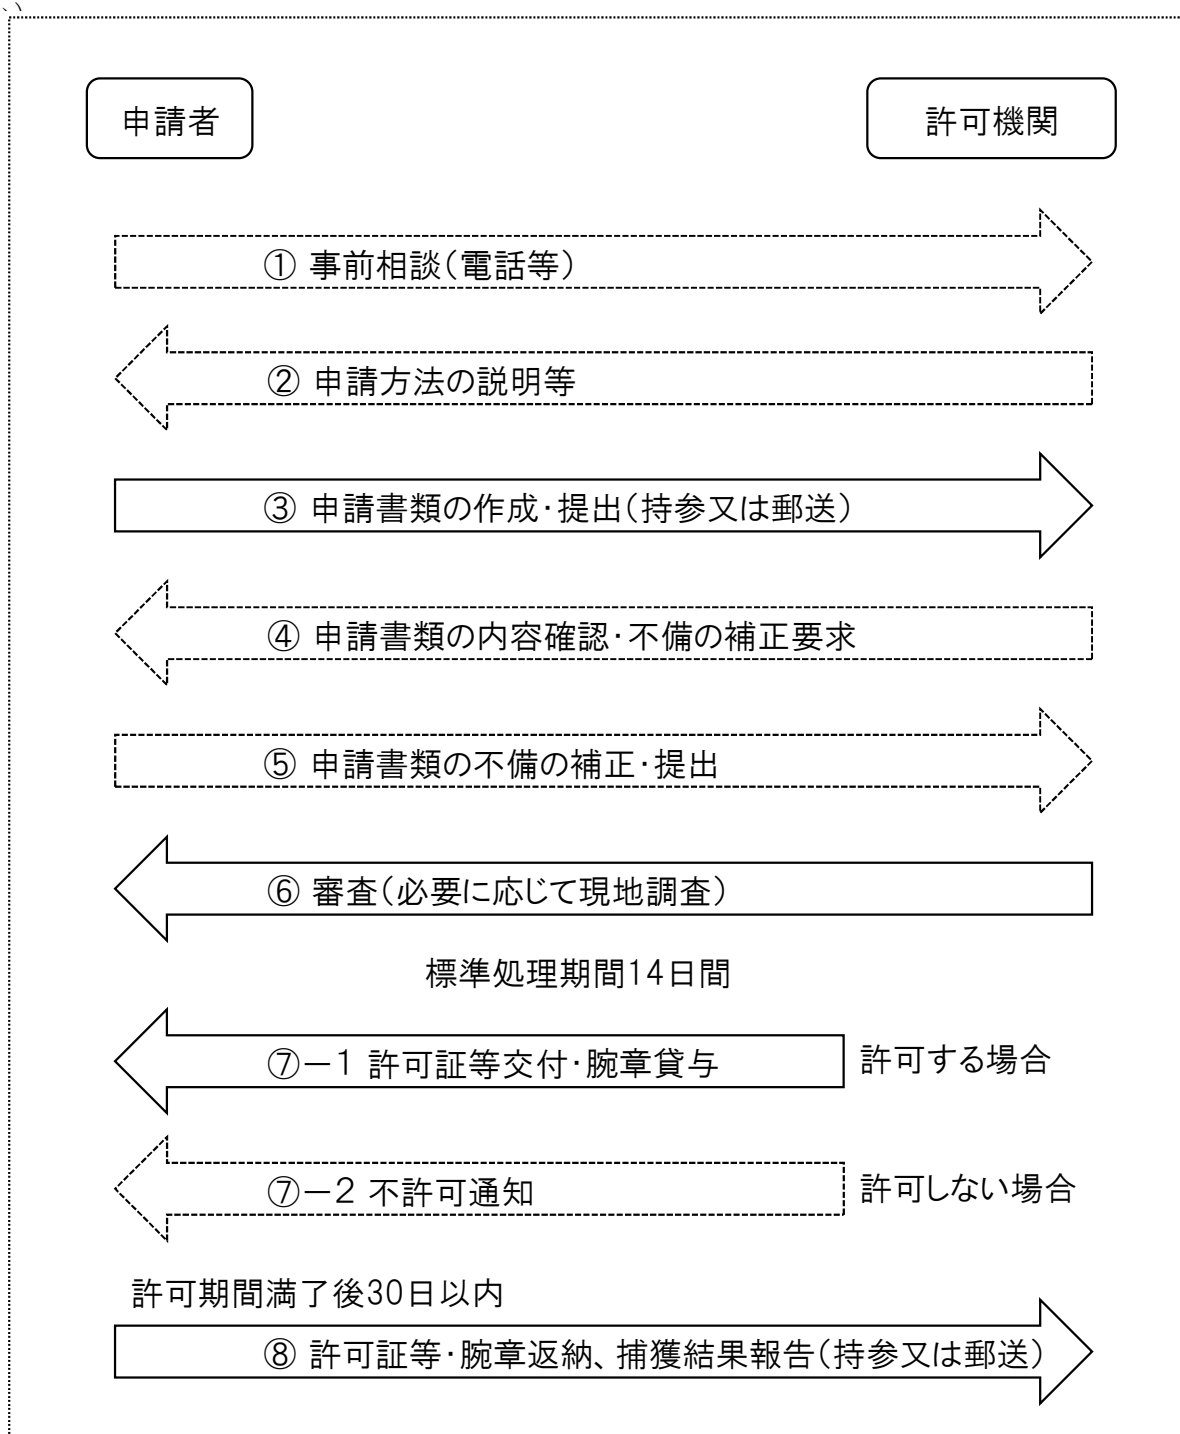 申請者
許可機関
① 事前相談（電話等）
② 申請方法の説明等
③ 申請書類の作成・提出（持参又は郵送）
④ 申請書類の内容確認・不備の補正要求
⑤ 申請書類の不備の補正・提出
⑥ 審査（必要に応じて現地調査）
標準処理期間14日間
⑦－1 許可証等交付・腕章貸与
許可する場合
⑦－2 不許可通知
許可しない場合
許可期間満了後30日以内
⑧ 許可証等・腕章返納、捕獲結果報告（持参又は郵送）